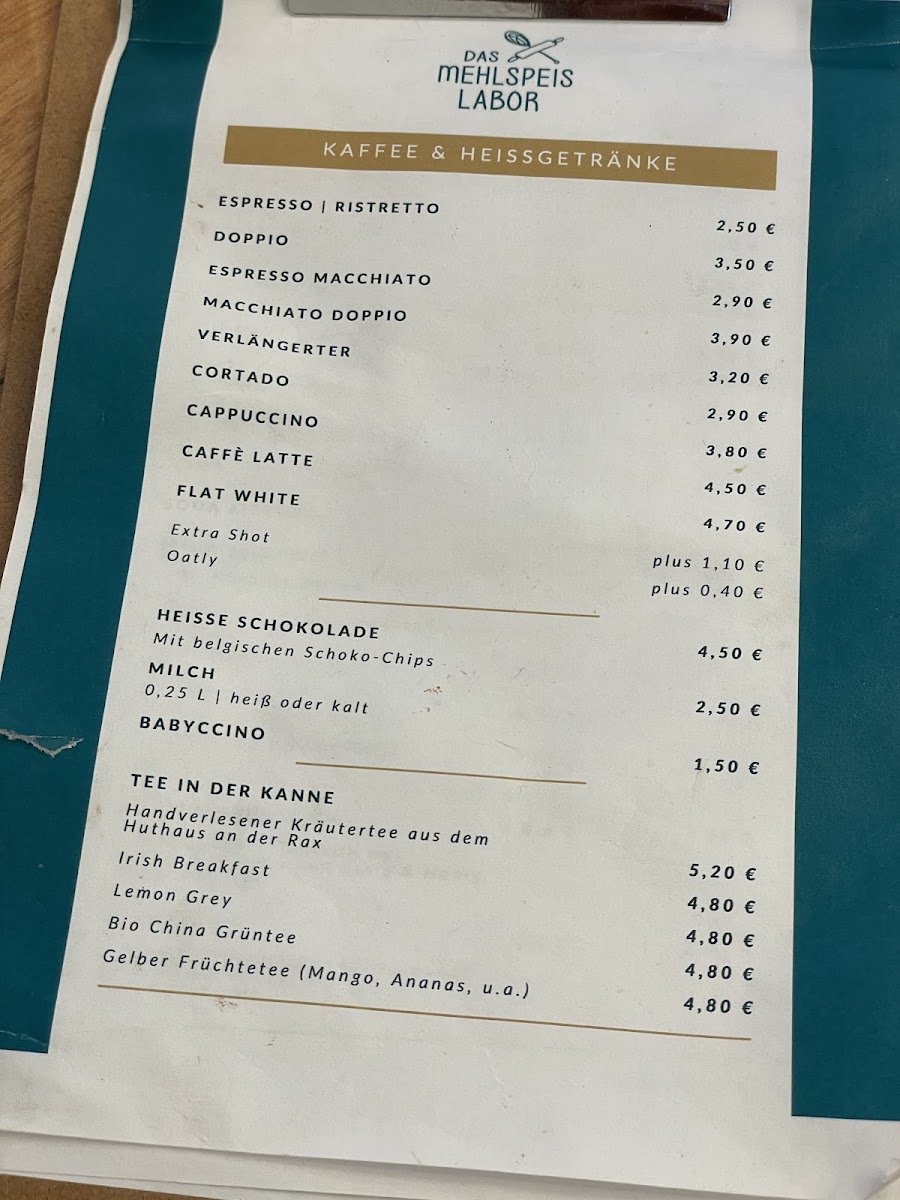 DAS
MEHLSPEIS
LABOR
KAFFEE & HEISSGETRÄNKE
ESPRESSO | RISTRETTO 2,50 €
DOPPIO 3,50 €
ESPRESSO MACCHIATO 2,90 €
MACCHIATO DOPPIO 3,90 €
VERLÄNGERTER 3,20 €
CORTADO 2,90 €
CAPPUCCINO 3,80 €
CAFFÈ LATTE 4,50 €
FLAT WHITE 4,70 €
Extra Shot plus 1,10 €
Oatly plus 0,40 €
HEISSE SCHOKOLADE
Mit belgischen Schoko-Chips 4,50 €
MILCH
0,25 L | heiß oder kalt 2,50 €
BABYCCINO 1,50 €
TEE IN DER KANNE
Handverlesener Kräutertee aus dem
Huthaus an der Rax 5,20 €
Irish Breakfast 4,80 €
Lemon Grey 4,80 €
Bio China Grüntee 4,80 €
Gelber Früchtetee (Mango, Ananas, u.a.) 4,80 €